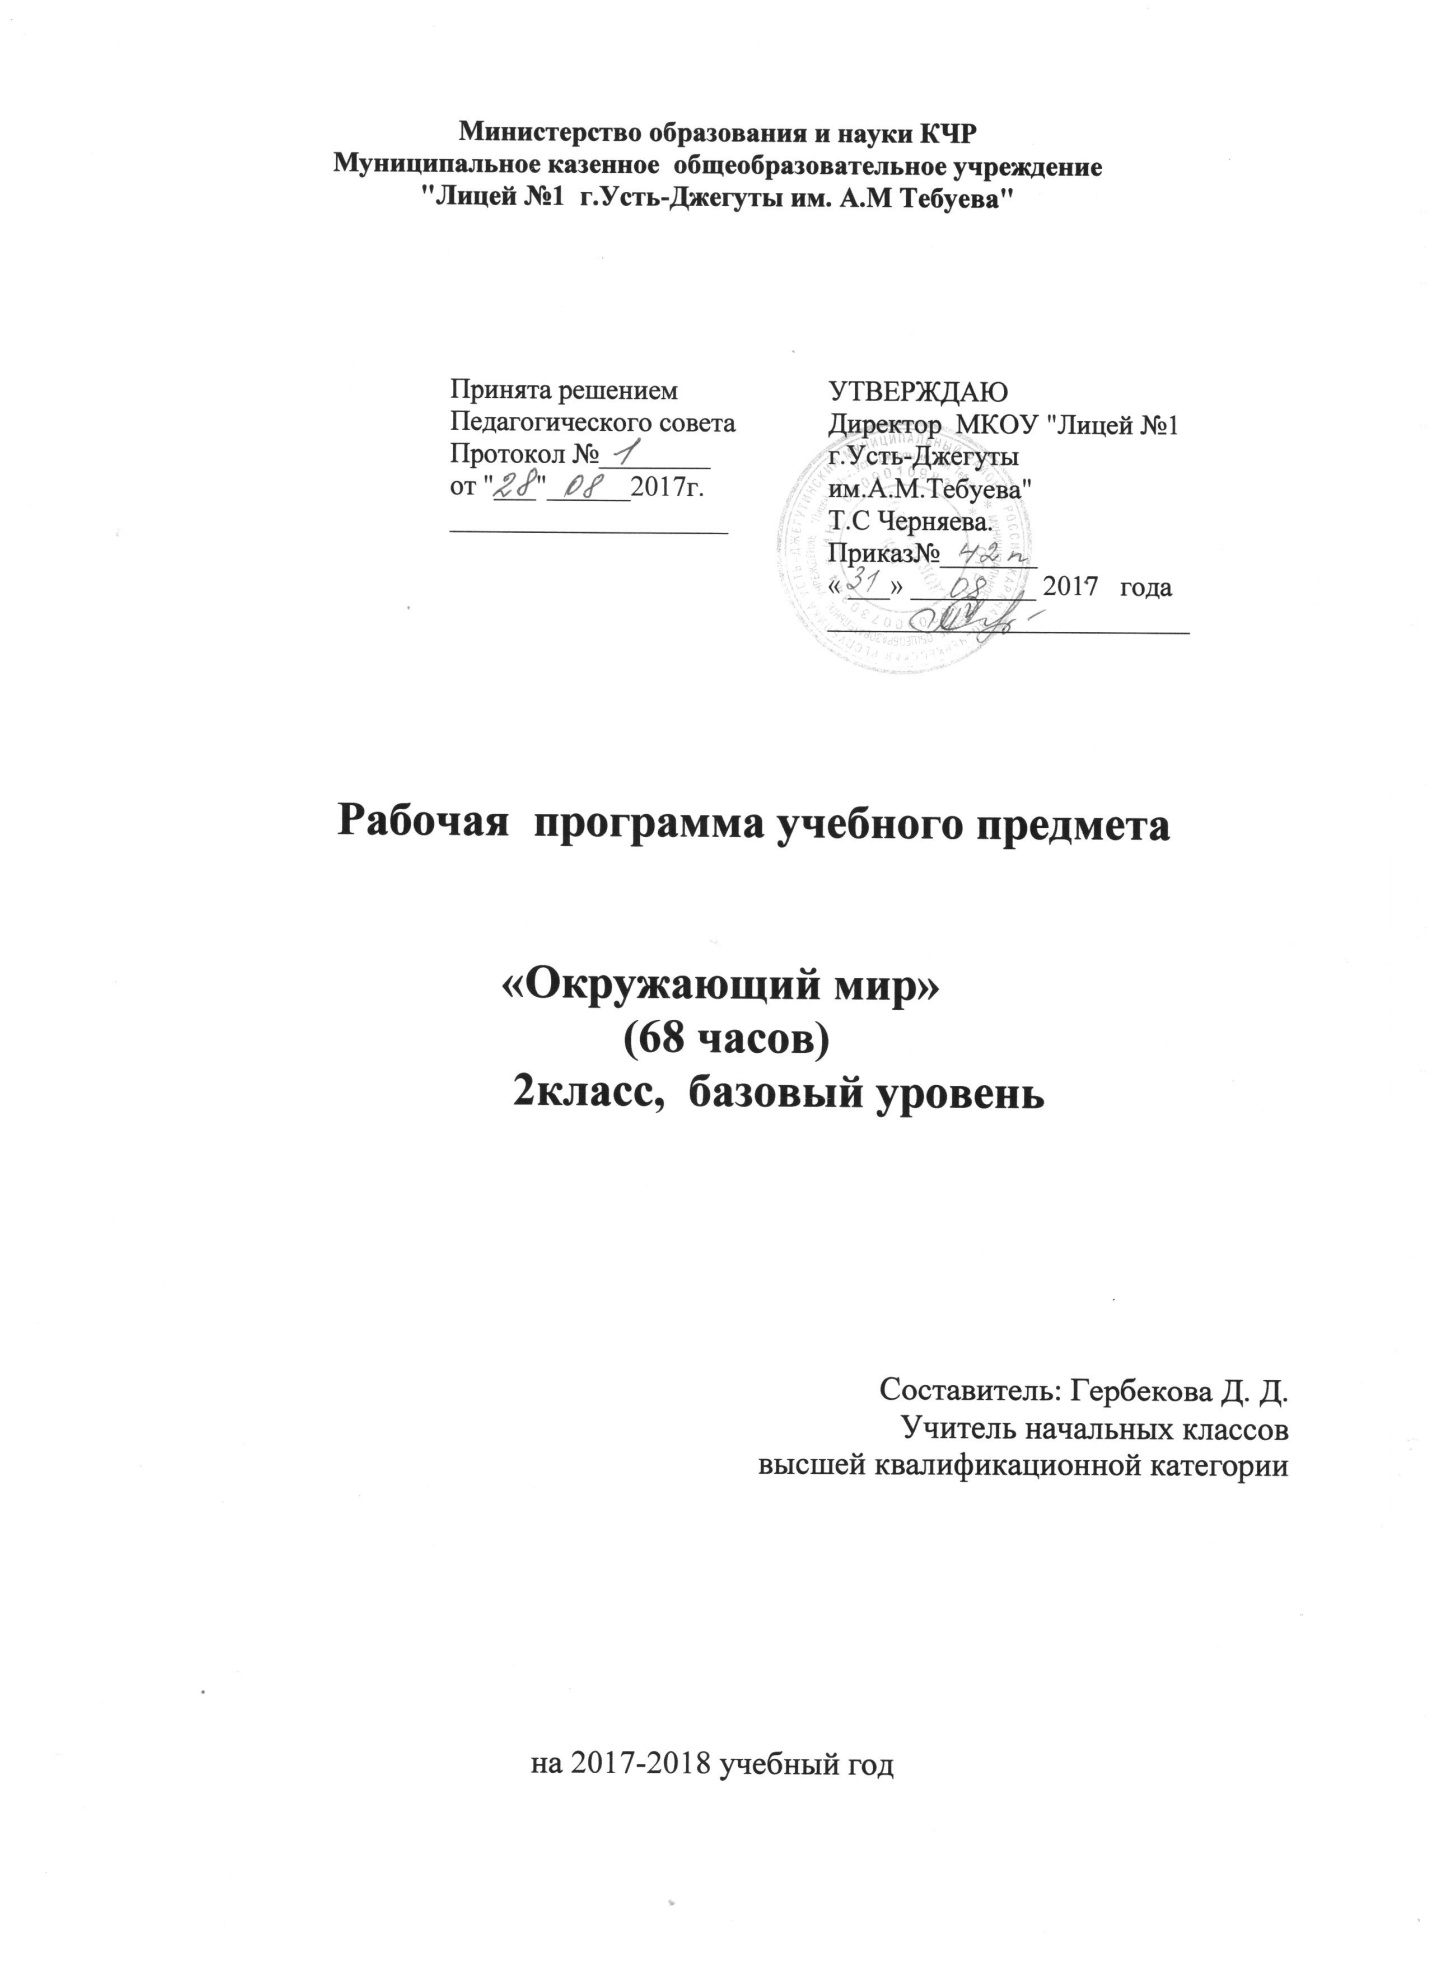 Министерство образования и науки КЧР
Муниципальное казенное общеобразовательное учреждение
"Лицей №1 г.Усть-Джегуты им. А.М Тебуева"
Принята решением
Педагогического совета
Протокол №1
от "28" 08 2017г.
УТВЕРЖДАЮ
Директор МКОУ "Лицей №1
г.Усть-Джегуты
им.А.М.Тебуева"
Т.С Черняева.
Приказ№ 42 п
« 31 » 08 2017 года
Рабочая программа учебного предмета
«Окружающий мир»
(68 часов)
2класс, базовый уровень
Составитель: Гербекова Д. Д.
Учитель начальных классов
высшей квалификационной категории
на 2017-2018 учебный год